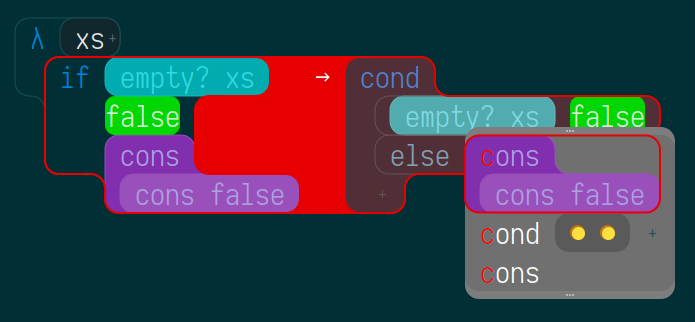 λ xs +
if empty? xs → cond
false empty? xs false
...
cons else cons
cons false + cons false
cond +
cons
...